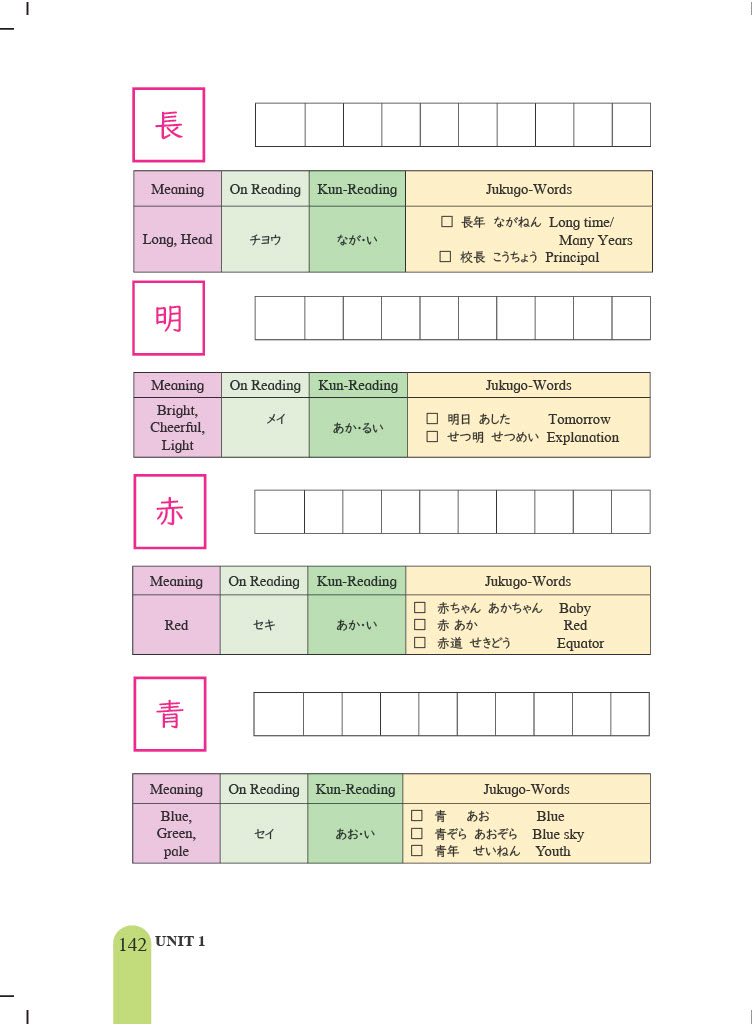 長
Meaning On Reading Kun-Reading Jukugo-Words
Long, Head チヨウ なが・い
□ 長年 ながねん Long time/
Many Years
□ 校長 こうちょう Principal
明
Meaning On Reading Kun-Reading Jukugo-Words
Bright,
Cheerful,
Light
メイ あか・るい
□ 明日 あした Tomorrow
□ せつ明 せつめい Explanation
赤
Meaning On Reading Kun-Reading Jukugo-Words
Red セキ あか・い
□ 赤ちゃん あかちゃん Baby
□ 赤 あか Red
□ 赤道 せきどう Equator
青
Meaning On Reading Kun-Reading Jukugo-Words
Blue,
Green,
pale
セイ あお・い
□ 青 あお Blue
□ 青ぞら あおぞら Blue sky
□ 青年 せいねん Youth
142 UNIT 1